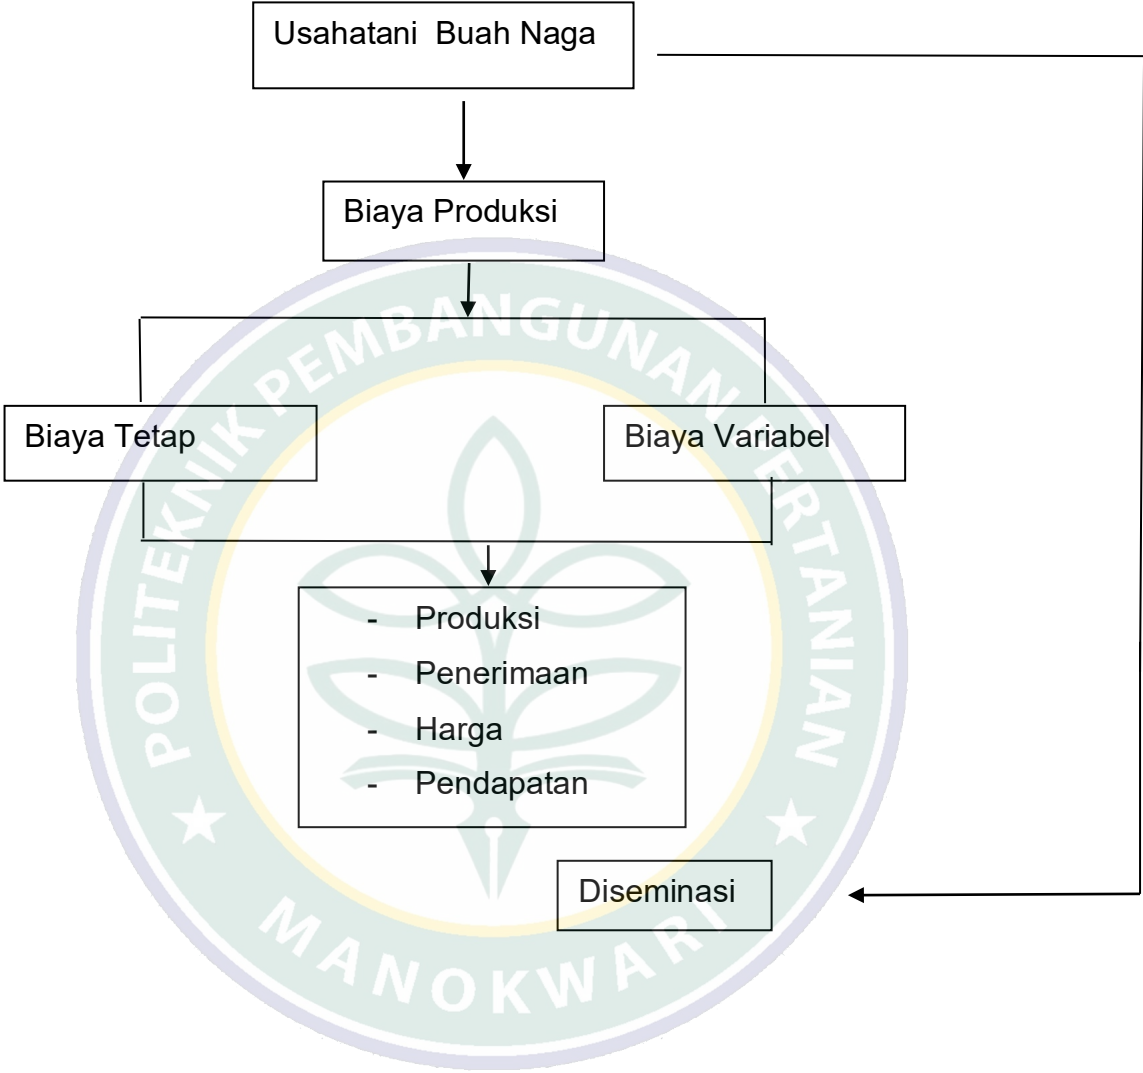 Usahatani Buah Naga
Biaya Produksi
Biaya Tetap
Biaya Variabel
- Produksi
- Penerimaan
- Harga
- Pendapatan
Diseminasi
POLITEKNIK PEMBANGUNAN PERTANIAN
MANOKWARI